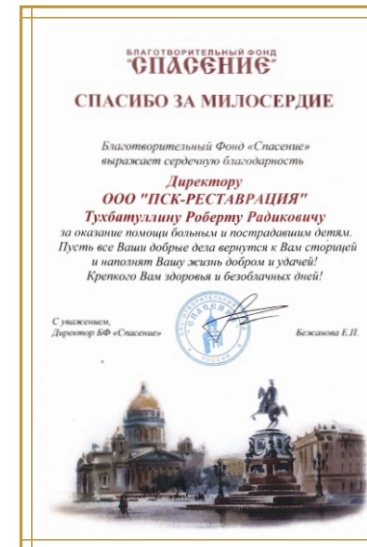 БЛАГОТВОРИТЕЛЬНЫЙ ФОНД
"СПАСЕНИЕ"
СПАСИБО ЗА МИЛОСЕРДИЕ
Благотворительный Фонд «Спасение»
выражает сердечную благодарность
Директору
ООО "ПСК-РЕСТАВРАЦИЯ"
Тухбатуллину Роберту Радиковичу
за оказание помощи больным и пострадавшим детям.
Пусть все Ваши добрые дела вернутся к Вам сторицей
и наполнят Вашу жизнь добром и удачей!
Крепкого Вам здоровья и безоблачных дней!
С уважением,
Директор БФ «Спасение»
Бежанова Е.П.
СПАСЕНИЕ